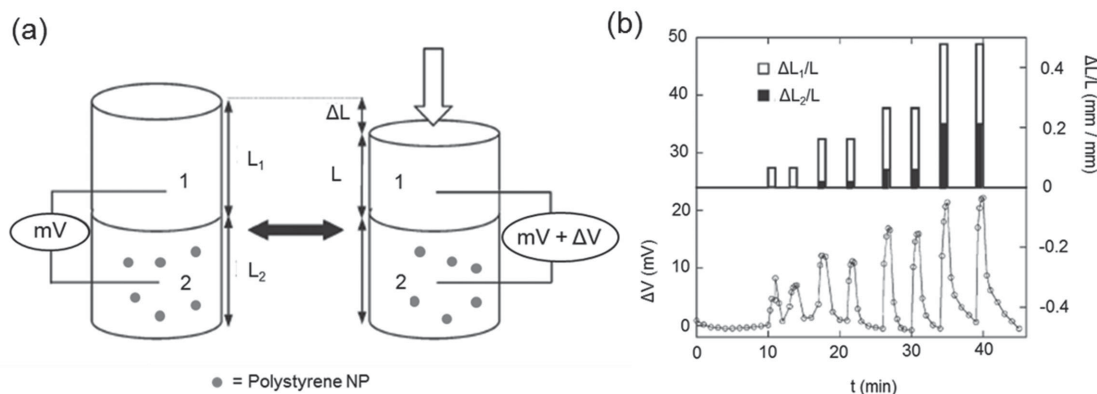 (a)
ΔL
L₁
L
1
1
mV
mV + ΔV
L₂
2
2
= Polystyrene NP
(b)
50
40
30
20
10
0
ΔV (mV)
ΔL₁/L
ΔL₂/L
0.4
0.2
0
-0.2
-0.4
ΔL/L (mm / mm)
0
10
20
30
40
t (min)